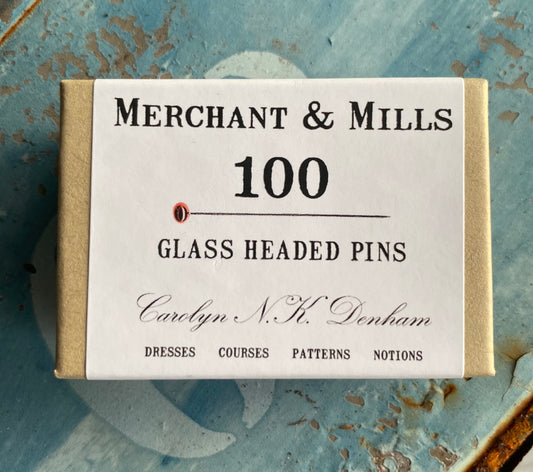 MERCHANT & MILLS
100
GLASS HEADED PINS
Carolyn N.K. Denham
DRESSES COURSES PATTERNS NOTIONS